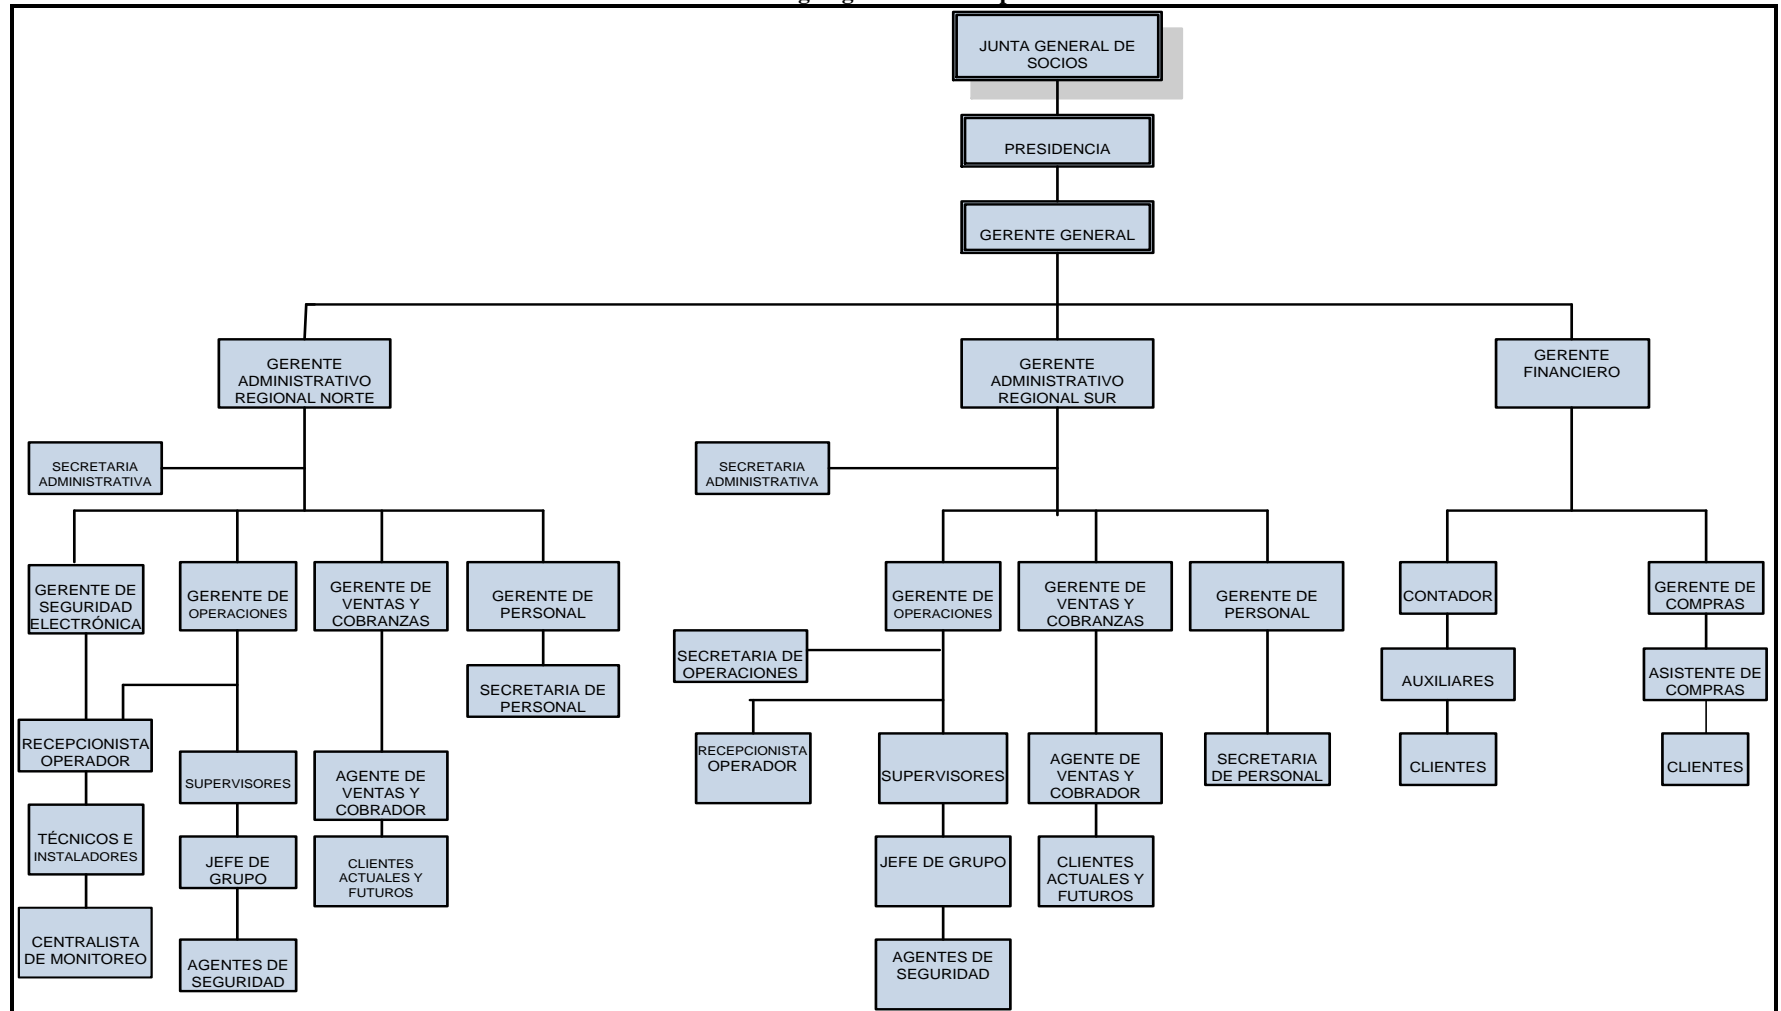 JUNTA GENERAL DE
SOCIOS
PRESIDENCIA
GERENTE GENERAL
GERENTE
ADMINISTRATIVO
REGIONAL NORTE
GERENTE
ADMINISTRATIVO
REGIONAL SUR
GERENTE
FINANCIERO
SECRETARIA
ADMINISTRATIVA
SECRETARIA
ADMINISTRATIVA
GERENTE DE
SEGURIDAD
ELECTRÓNICA
GERENTE DE
OPERACIONES
GERENTE DE
VENTAS Y
COBRANZAS
GERENTE DE
PERSONAL
GERENTE DE
OPERACIONES
GERENTE DE
VENTAS Y
COBRANZAS
GERENTE DE
PERSONAL
CONTADOR
GERENTE DE
COMPRAS
SECRETARIA DE
PERSONAL
SECRETARIA DE
OPERACIONES
AUXILIARES
ASISTENTE DE
COMPRAS
RECEPCIONISTA
OPERADOR
SUPERVISORES
AGENTE DE
VENTAS Y
COBRADOR
RECEPCIONISTA
OPERADOR
SUPERVISORES
AGENTE DE
VENTAS Y
COBRADOR
SECRETARIA
DE PERSONAL
CLIENTES
CLIENTES
TÉCNICOS E
INSTALADORES
JEFE DE
GRUPO
CLIENTES
ACTUALES Y
FUTUROS
JEFE DE GRUPO
CLIENTES
ACTUALES Y
FUTUROS
CENTRALISTA
DE MONITOREO
AGENTES DE
SEGURIDAD
AGENTES DE
SEGURIDAD